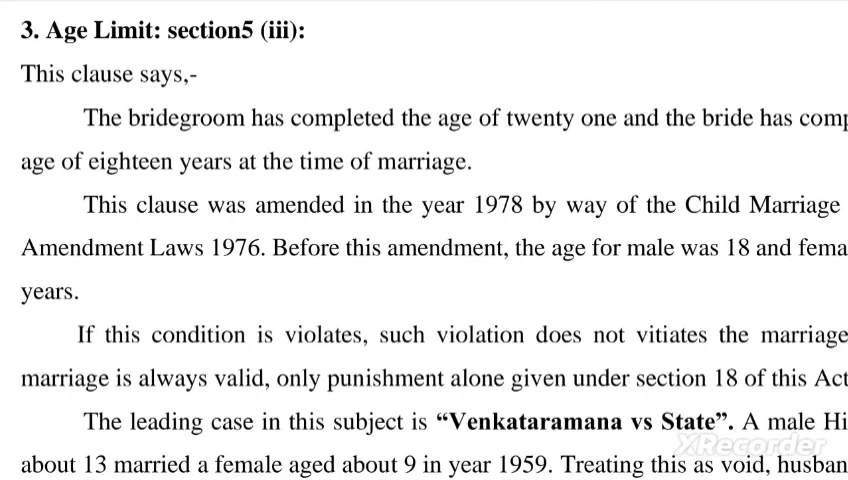 3. Age Limit: section5 (iii):
This clause says,-
The bridegroom has completed the age of twenty one and the bride has comp
age of eighteen years at the time of marriage.
This clause was amended in the year 1978 by way of the Child Marriage
Amendment Laws 1976. Before this amendment, the age for male was 18 and fema
years.
If this condition is violates, such violation does not vitiates the marriage
marriage is always valid, only punishment alone given under section 18 of this Act
The leading case in this subject is “Venkataramana vs State”. A male Hi
XRecorder
about 13 married a female aged about 9 in year 1959. Treating this as void, husban